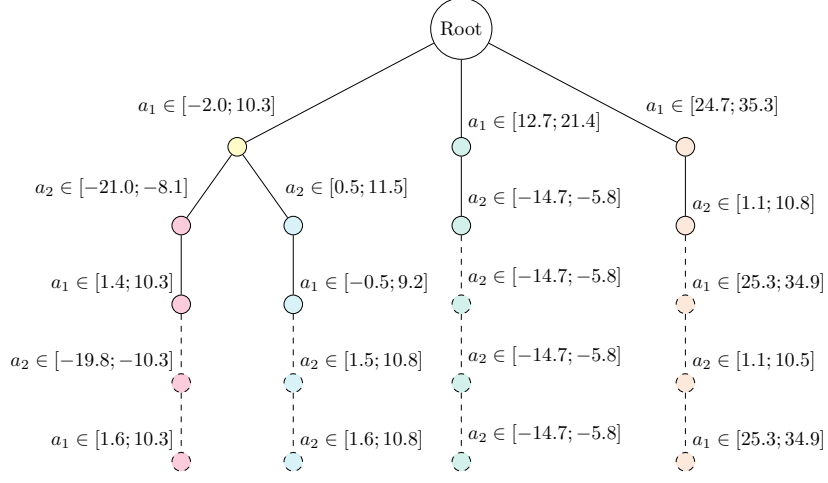 Root
a₁ ∈ [−2.0; 10.3]
a₁ ∈ [12.7; 21.4]
a₁ ∈ [24.7; 35.3]
a₂ ∈ [−21.0; −8.1]
a₂ ∈ [0.5; 11.5]
a₂ ∈ [−14.7; −5.8]
a₂ ∈ [1.1; 10.8]
a₁ ∈ [1.4; 10.3]
a₁ ∈ [−0.5; 9.2]
a₂ ∈ [−14.7; −5.8]
a₁ ∈ [25.3; 34.9]
a₂ ∈ [−19.8; −10.3]
a₂ ∈ [1.5; 10.8]
a₂ ∈ [−14.7; −5.8]
a₂ ∈ [1.1; 10.5]
a₁ ∈ [1.6; 10.3]
a₂ ∈ [1.6; 10.8]
a₂ ∈ [−14.7; −5.8]
a₁ ∈ [25.3; 34.9]